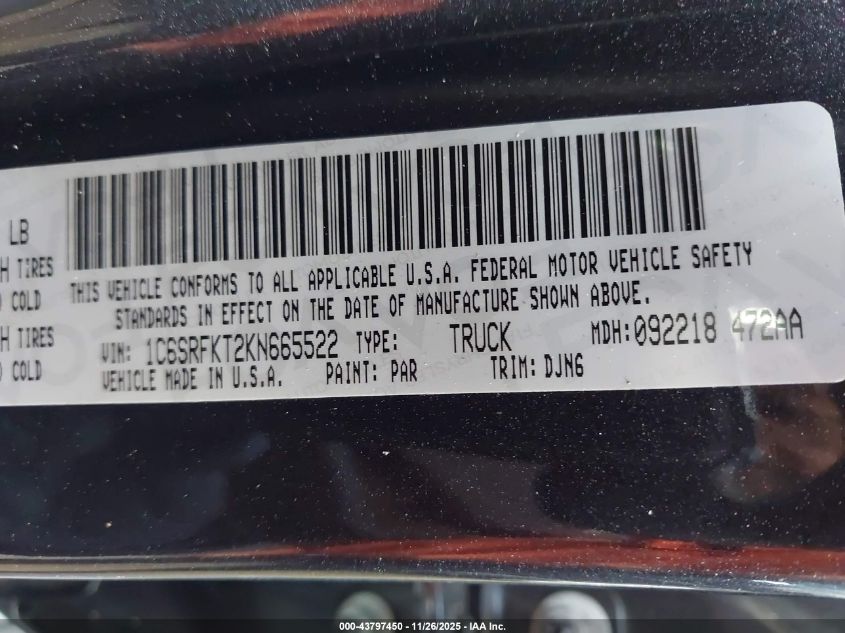 LB
H TIRES
COLD
H TIRES
COLD
THIS VEHICLE CONFORMS TO ALL APPLICABLE U.S.A. FEDERAL MOTOR VEHICLE SAFETY
STANDARDS IN EFFECT ON THE DATE OF MANUFACTURE SHOWN ABOVE.
VIN: 1C6SRFKT2KN665522 TYPE: TRUCK MDH:092218 472AA
VEHICLE MADE IN U.S.A. PAINT: PAR TRIM: DJN6
000-43797450 - 11/26/2025 - IAA Inc.